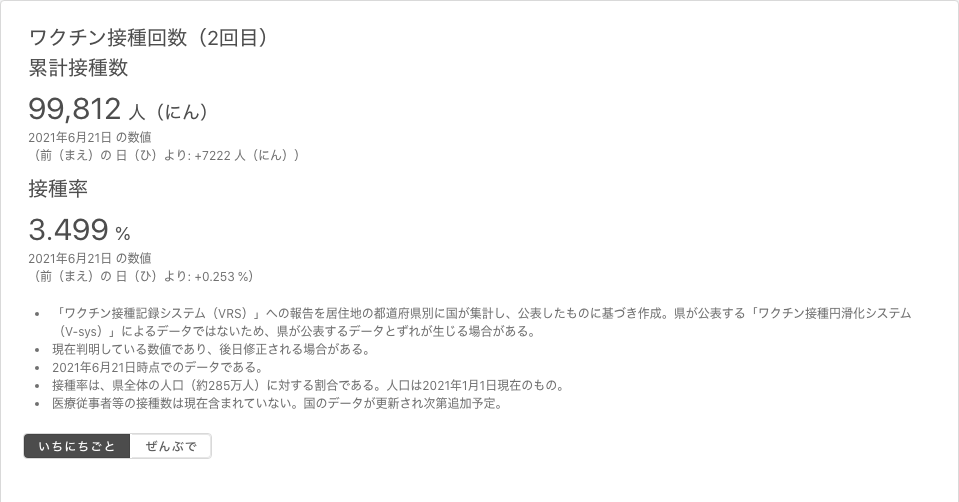 ワクチン接種回数（2回目）
累計接種数
99,812 人（にん）
2021年6月21日 の数値
（前（まえ）の 日（ひ）より: +7222 人（にん））
接種率
3.499 %
2021年6月21日 の数値
（前（まえ）の 日（ひ）より: +0.253 %）
• 「ワクチン接種記録システム（VRS）」への報告を居住地の都道府県別に国が集計し、公表したものに基づき作成。県が公表する「ワクチン接種円滑化システム
（V-sys）」によるデータではないため、県が公表するデータとずれが生じる場合がある。
• 現在判明している数値であり、後日修正される場合がある。
• 2021年6月21日時点でのデータである。
• 接種率は、県全体の人口（約285万人）に対する割合である。人口は2021年1月1日現在のもの。
• 医療従事者等の接種数は現在含まれていない。国のデータが更新され次第追加予定。
いちにちごと ぜんぶで